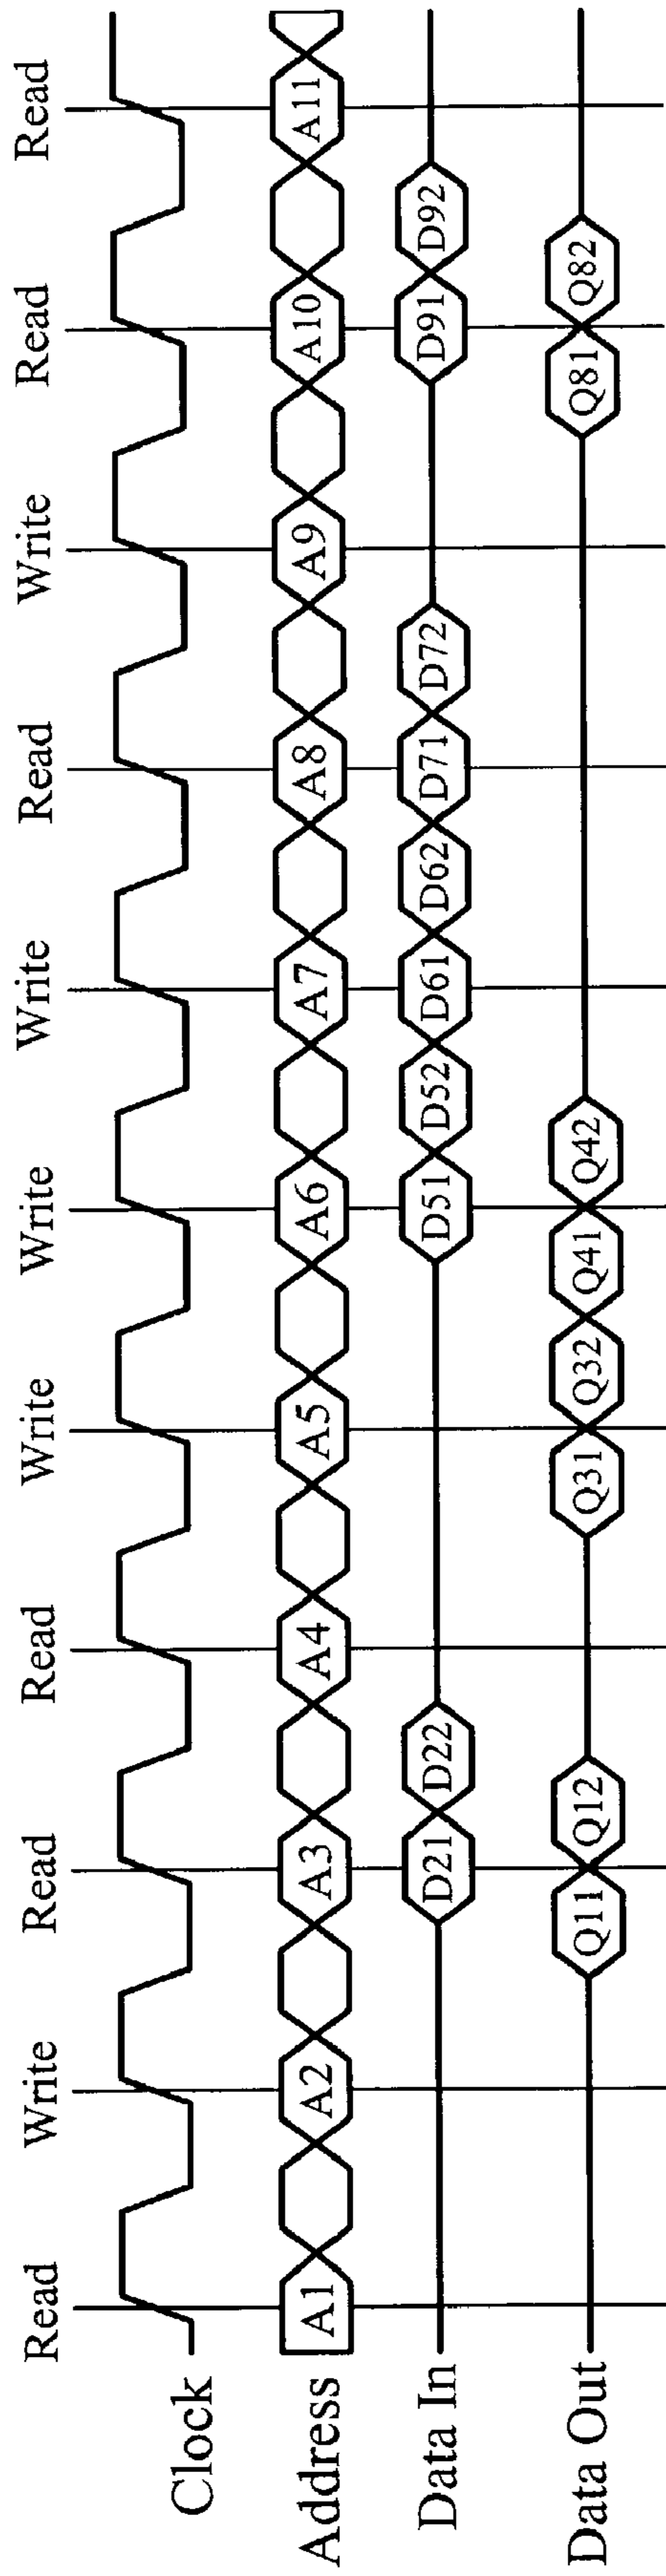 Read Write Read Read Write Write Write Read Write Read Read
Clock
Address A1 A2 A3 A4 A5 A6 A7 A8 A9 A10 A11
Data In D21 D22 D51 D52 D61 D62 D71 D72 D91 D92
Data Out Q11 Q12 Q31 Q32 Q41 Q42 Q81 Q82